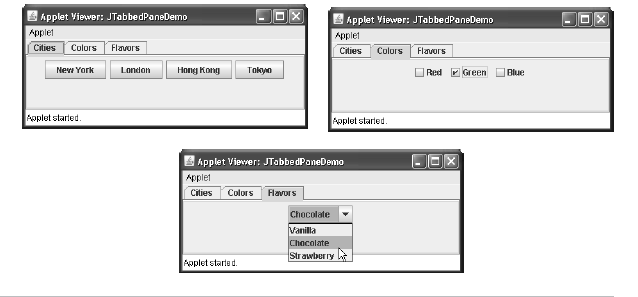 Applet Viewer: JTabbedPaneDemo
Applet
Cities Colors Flavors
New York London Hong Kong Tokyo
Applet started.
Applet Viewer: JTabbedPaneDemo
Applet
Cities Colors Flavors
Red Green Blue
Applet started.
Applet Viewer: JTabbedPaneDemo
Applet
Cities Colors Flavors
Chocolate
Vanilla
Chocolate
Strawberry
Applet started.